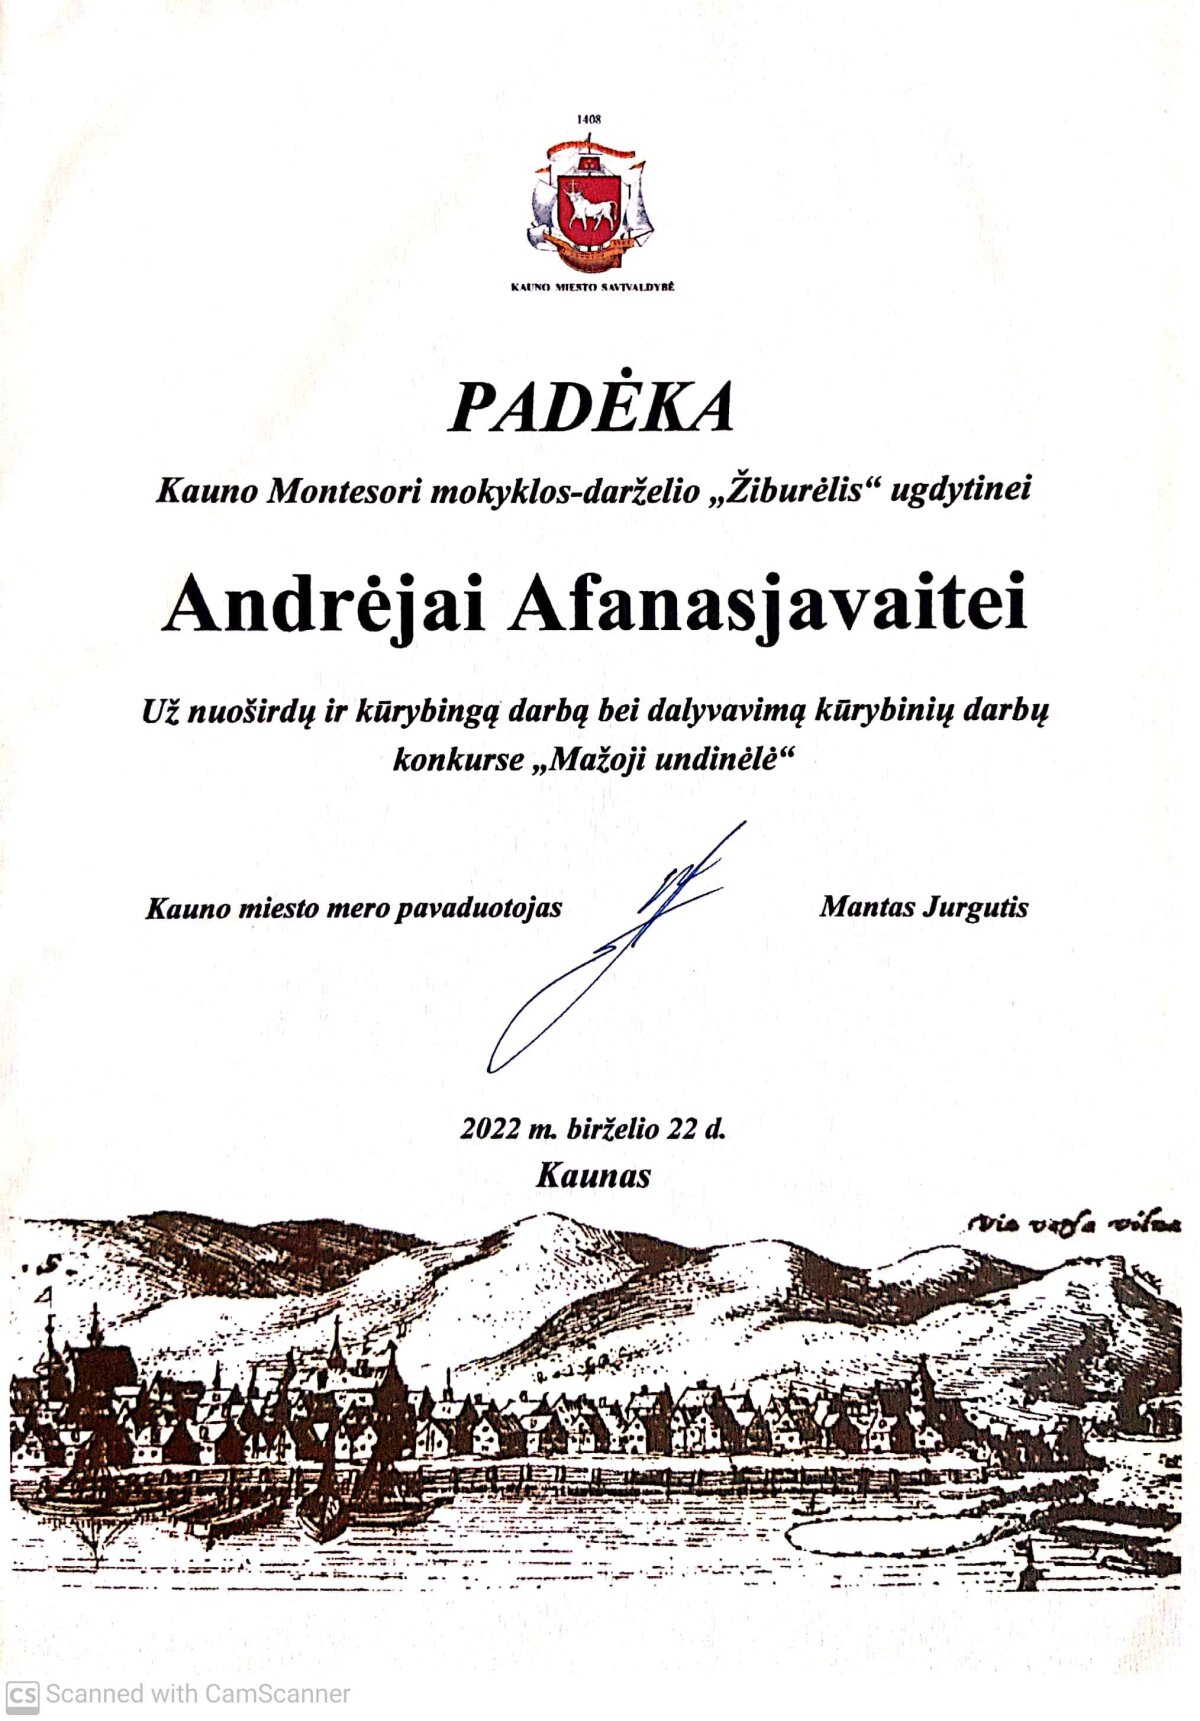 1408
KAUNO MIESTO SAVIVALDYBĖ
PADĖKA
Kauno Montesori mokyklos-darželio „Žiburėlis“ ugdytinei
Andrėjai Afanasjavaitei
Už nuoširdų ir kūrybingą darbą bei dalyvavimą kūrybinių darbų
konkurse „Mažoji undinėlė“
Kauno miesto mero pavaduotojas Mantas Jurgutis
2022 m. birželio 22 d.
Kaunas
CS Scanned with CamScanner